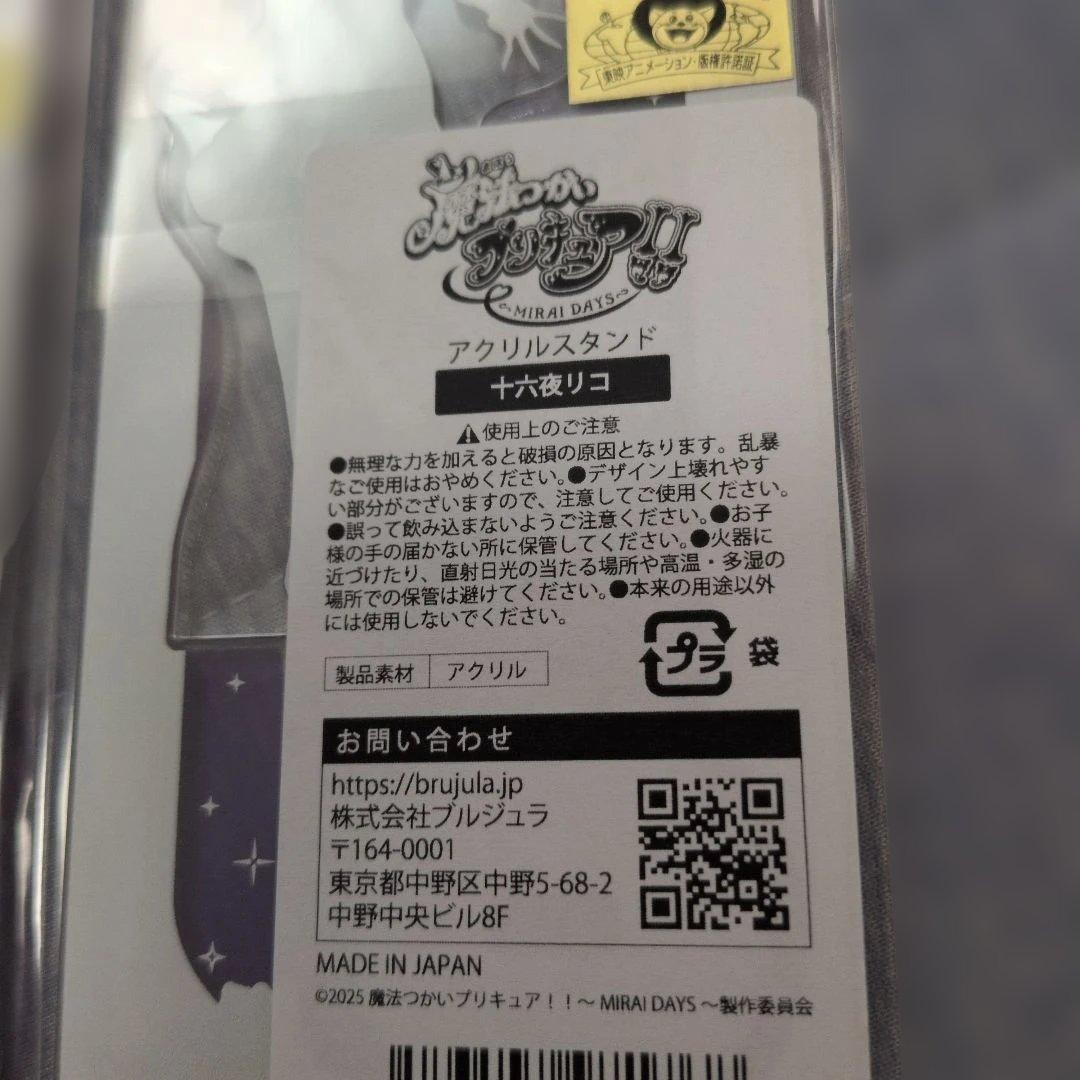 東映アニメーション・版権許諾証
魔法つかい
プリキュア!!
〜MIRAI DAYS〜
アクリルスタンド
十六夜リコ
使用上のご注意
●無理な力を加えると破損の原因となります。乱暴
なご使用はおやめください。●デザイン上壊れやす
い部分がございますので、注意してご使用ください。
●誤って飲み込まないようご注意ください。●お子
様の手の届かない所に保管してください。●火器に
近づけたり、直射日光の当たる場所や高温・多湿の
場所での保管は避けてください。●本来の用途以外
には使用しないでください。
プラ 袋
製品素材 アクリル
お問い合わせ
https://brujula.jp
株式会社ブルジュラ
〒164-0001
東京都中野区中野5-68-2
中野中央ビル8F
MADE IN JAPAN
©2025 魔法つかいプリキュア！！〜 MIRAI DAYS 〜製作委員会